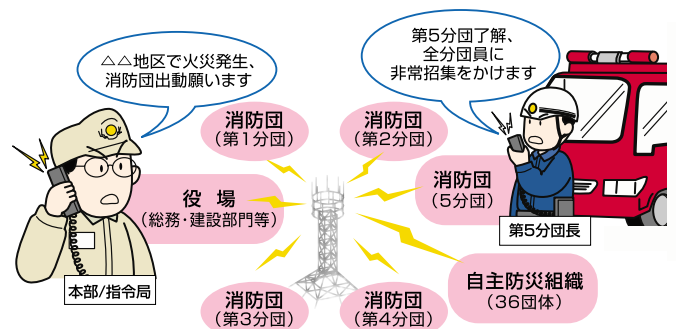 △△地区で火災発生、
消防団出動願います
第5分団了解、
全分団員に
非常招集をかけます
消防団
（第1分団）
消防団
（第2分団）
役 場
（総務・建設部門等）
消防団
（5分団）
第5分団長
本部/指令局
自主防災組織
（36団体）
消防団
（第3分団）
消防団
（第4分団）